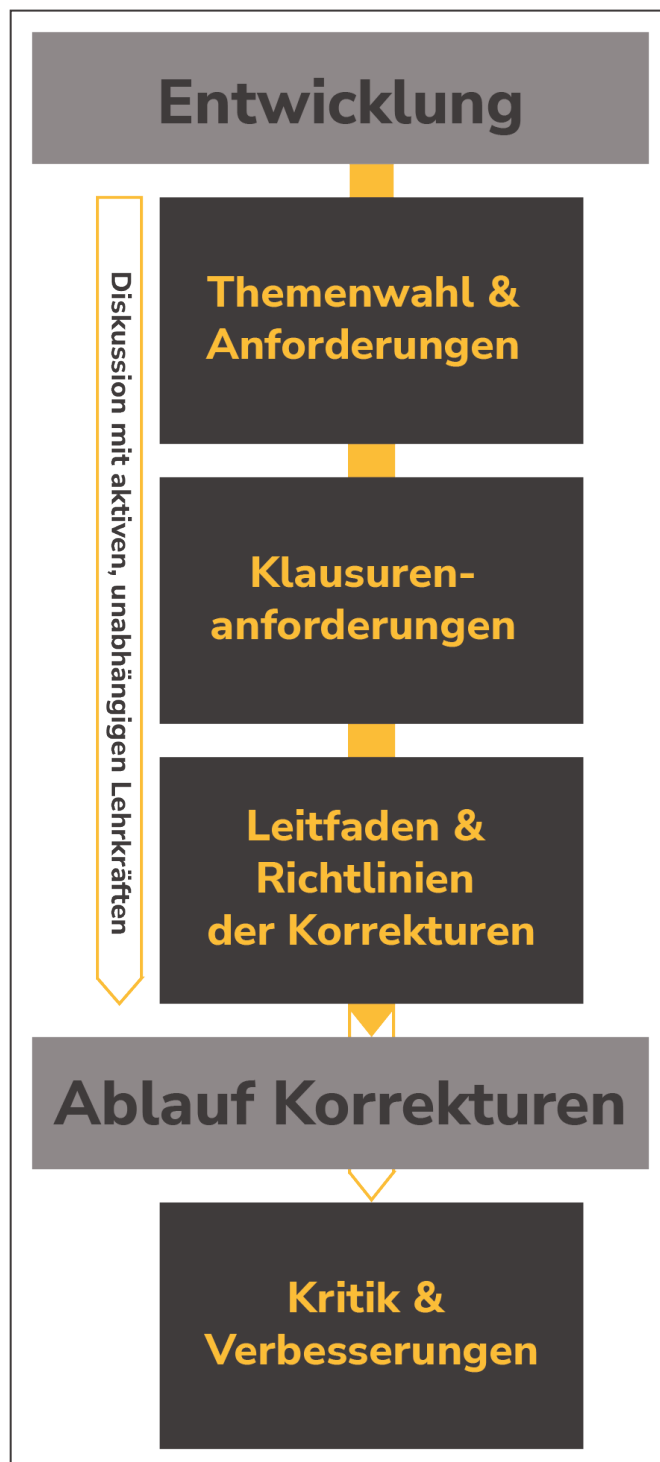 Entwicklung
Diskussion mit aktiven, unabhängigen Lehrkräften
Themenwahl &
Anforderungen
Klausuren-
anforderungen
Leitfaden &
Richtlinien
der Korrekturen
Ablauf Korrekturen
Kritik &
Verbesserungen